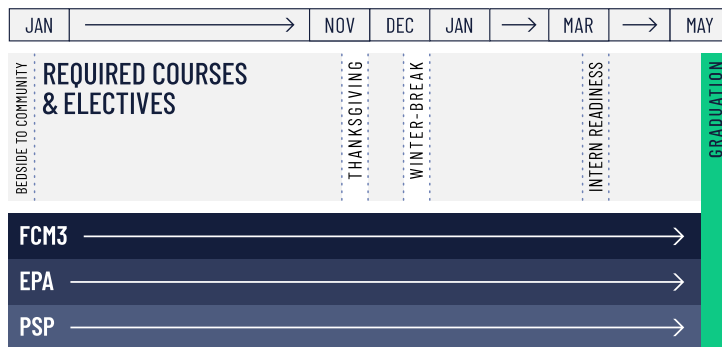 JAN NOV DEC JAN MAR MAY
BEDSIDE TO COMMUNITY
REQUIRED COURSES
& ELECTIVES
THANKSGIVING
WINTER-BREAK
INTERN READINESS
GRADUATION
FCM3
EPA
PSP